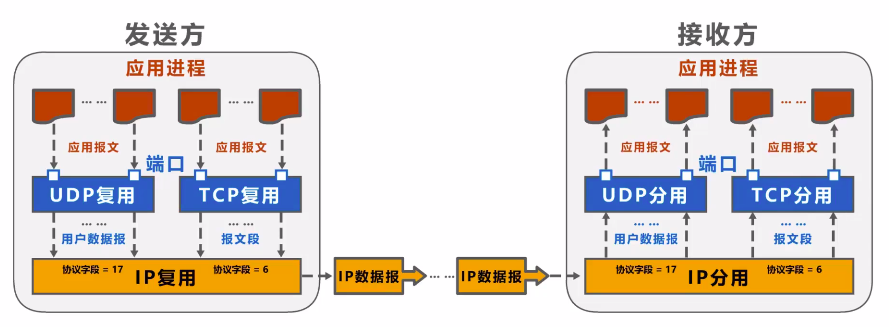 发送方
接收方
应用进程
应用进程
…… ……
…… ……
应用报文 应用报文
应用报文 应用报文
端口
端口
UDP复用 TCP复用
UDP分用 TCP分用
…… ……
…… ……
用户数据报 报文段
用户数据报 报文段
协议字段 = 17 IP复用 协议字段 = 6
IP数据报 …… IP数据报
协议字段 = 17 IP分用 协议字段 = 6